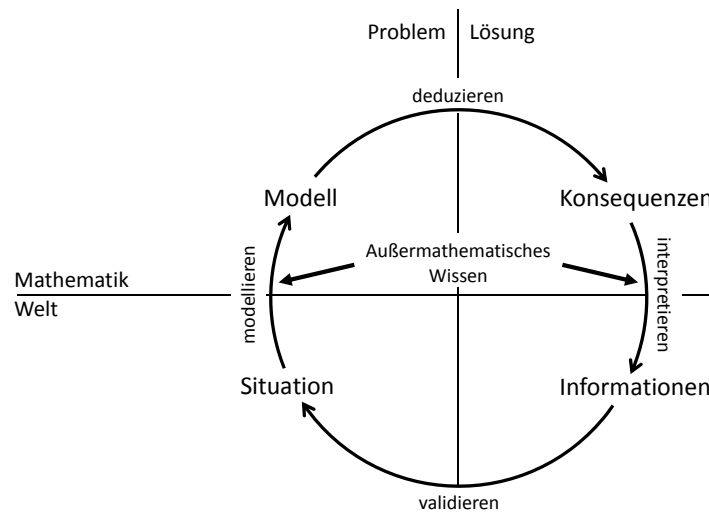 Problem
Lösung
deduzieren
Modell
Konsequenzen
Außermathematisches
Wissen
modellieren
interpretieren
Mathematik
Welt
Situation
Informationen
validieren